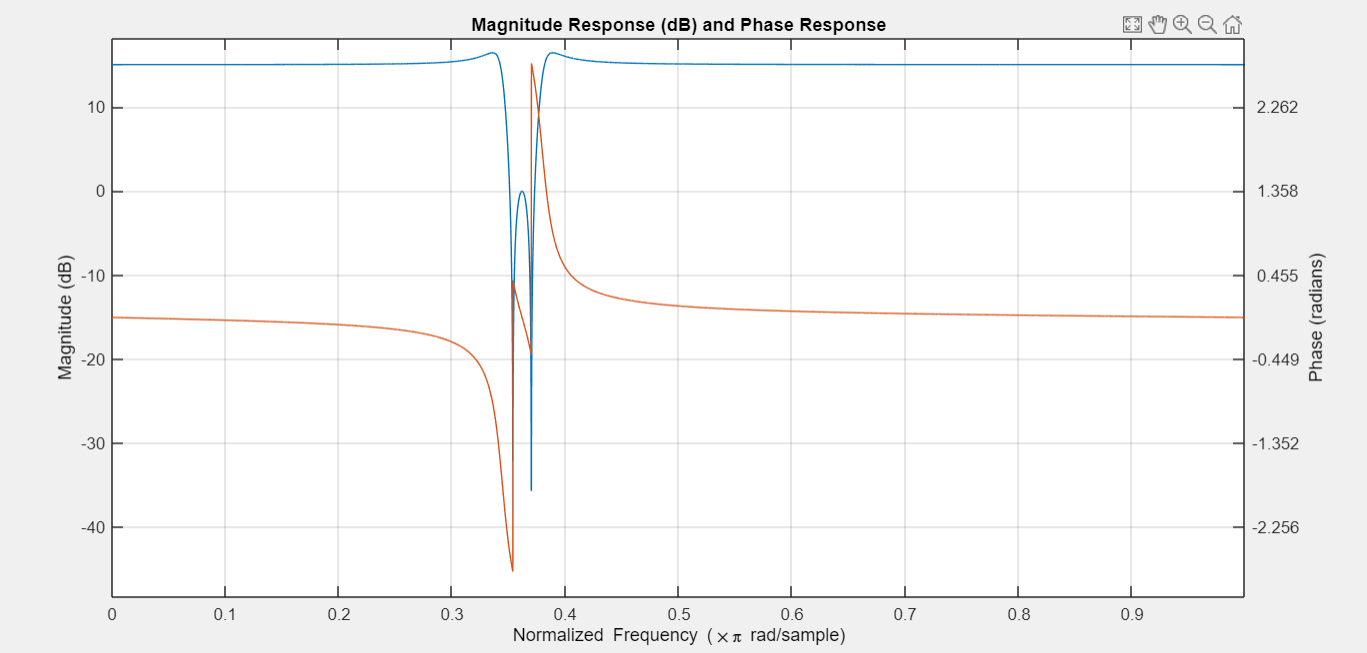 Magnitude Response (dB) and Phase Response
10
0
-10
-20
-30
-40
Magnitude (dB)
2.262
1.358
0.455
-0.449
-1.352
-2.256
Phase (radians)
0 0.1 0.2 0.3 0.4 0.5 0.6 0.7 0.8 0.9
Normalized Frequency (×π rad/sample)